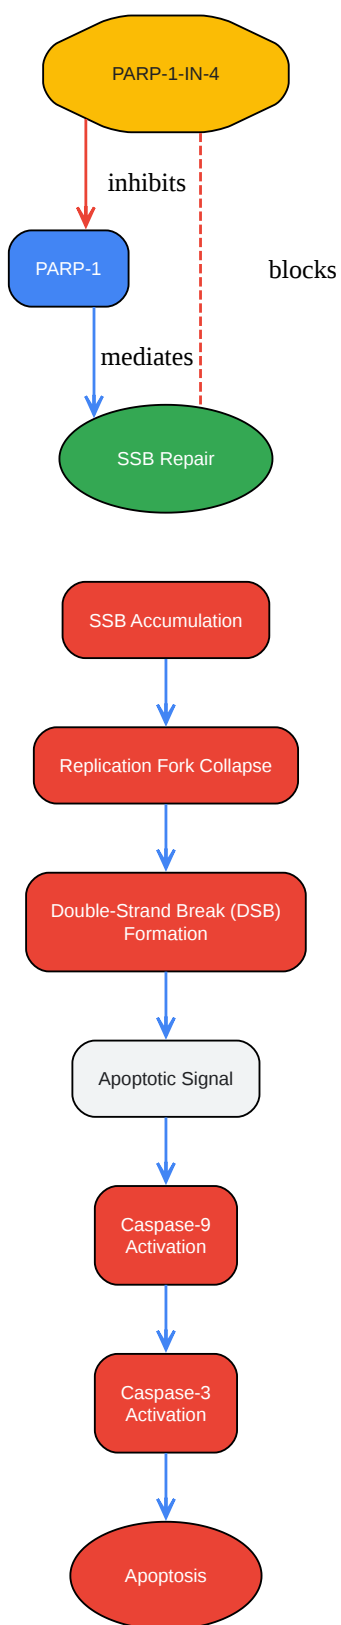 PARP-1-IN-4
inhibits
PARP-1
blocks
mediates
SSB Repair
SSB Accumulation
Replication Fork Collapse
Double-Strand Break (DSB)
Formation
Apoptotic Signal
Caspase-9
Activation
Caspase-3
Activation
Apoptosis